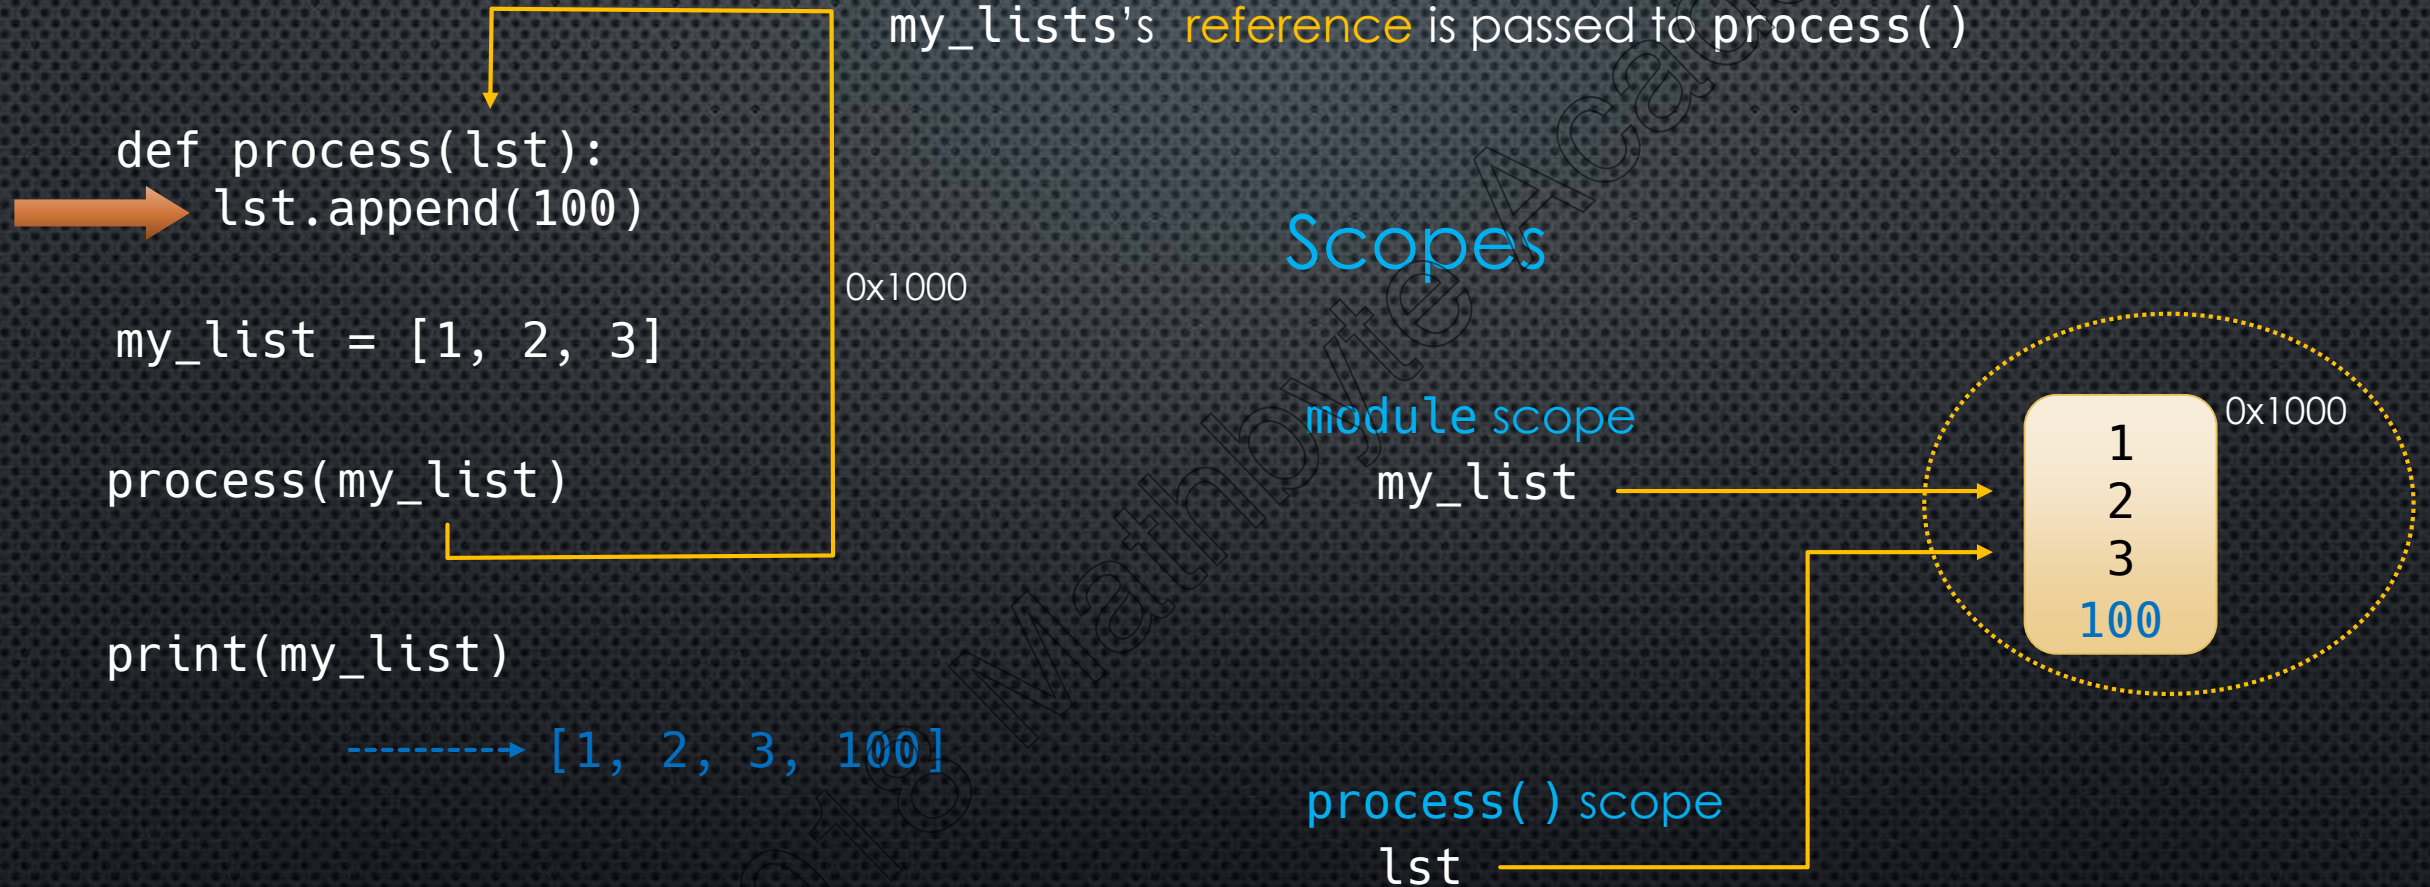 my_lists's reference is passed to process()
def process(lst):
lst.append(100)
my_list = [1, 2, 3]
process(my_list)
print(my_list)
[1, 2, 3, 100]
0x1000
Scopes
module scope
my_list
0x1000
1
2
3
100
process() scope
lst
Mathbyte